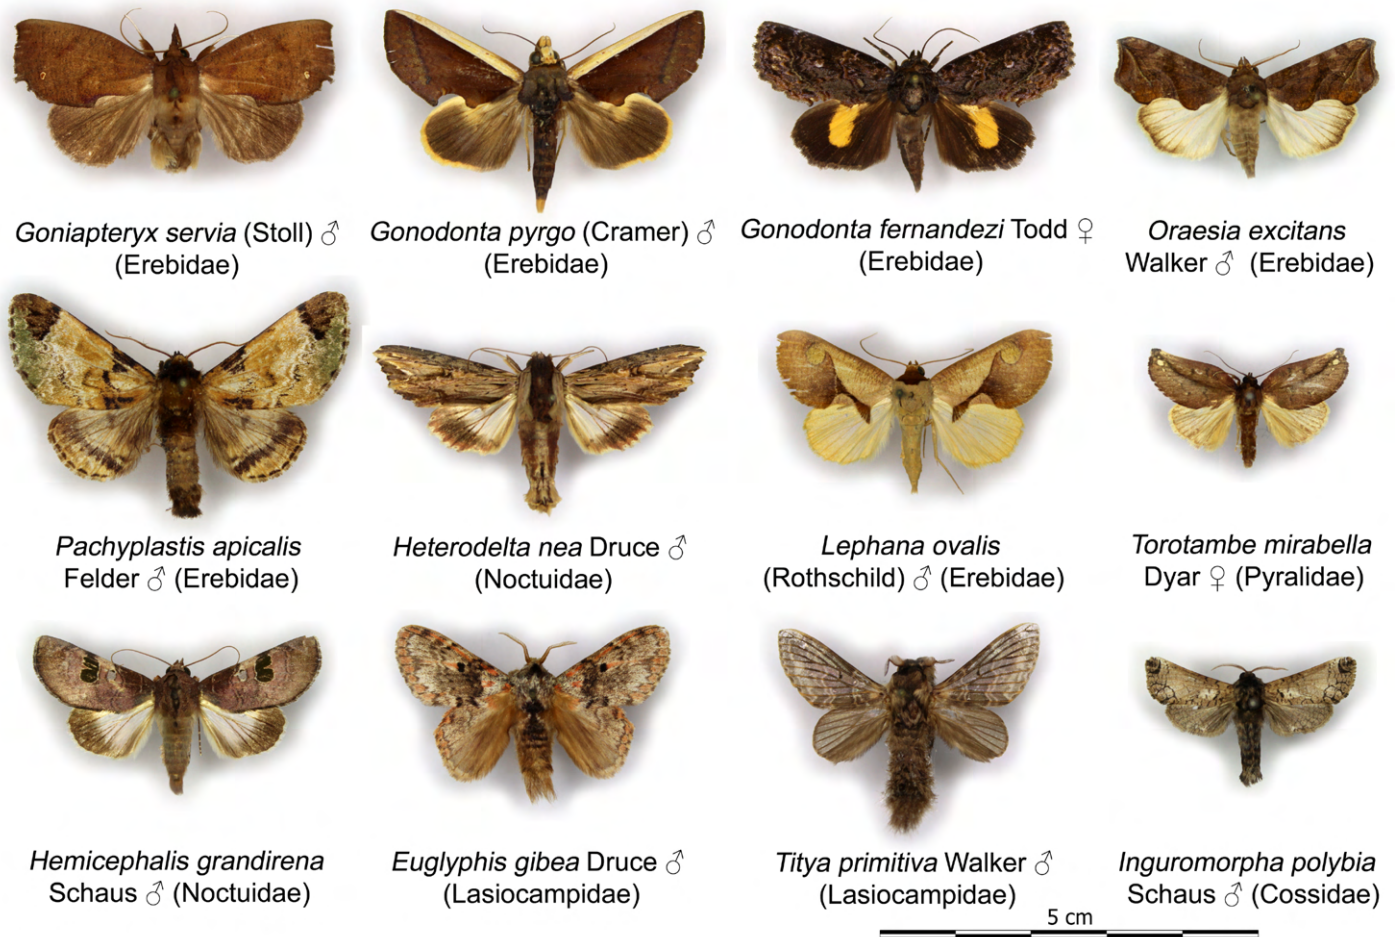 Goniapteryx servia (Stoll) ♂
(Erebidae)
Gonodonta pyrgo (Cramer) ♂
(Erebidae)
Gonodonta fernandezi Todd ♀
(Erebidae)
Oraesia excitans
Walker ♂ (Erebidae)
Pachyplastis apicalis
Felder ♂ (Erebidae)
Heterodelta nea Druce ♂
(Noctuidae)
Lephana ovalis
(Rothschild) ♂ (Erebidae)
Torotambe mirabella
Dyar ♀ (Pyralidae)
Hemicephalis grandirena
Schaus ♂ (Noctuidae)
Euglyphis gibea Druce ♂
(Lasiocampidae)
Titya primitiva Walker ♂
(Lasiocampidae)
Inguromorpha polybia
Schaus ♂ (Cossidae)
5 cm